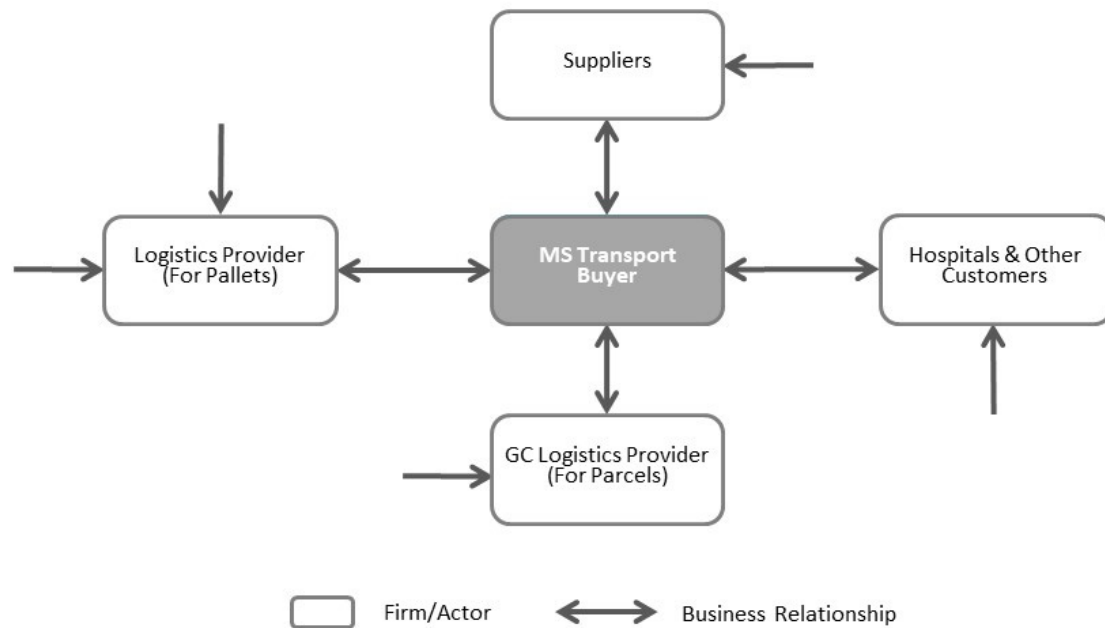 Suppliers
Logistics Provider
(For Pallets)
MS Transport
Buyer
Hospitals & Other
Customers
GC Logistics Provider
(For Parcels)
Firm/Actor
Business Relationship